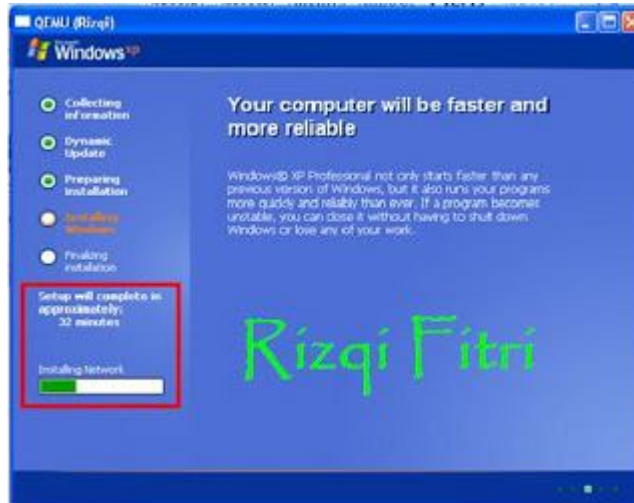 QEMU (Rizqi)
Microsoft
Windows xp
Collecting
information
Dynamic
Update
Preparing
installation
Installing
Windows
Finalizing
installation
Setup will complete in
approximately:
32 minutes
Installing Network
Your computer will be faster and
more reliable
Windows® XP Professional not only starts faster than any
previous version of Windows, but it also runs your programs
more quickly and reliably than ever. If a program becomes
unstable, you can close it without having to shut down
Windows or lose any of your work.
Rizqi Fitri